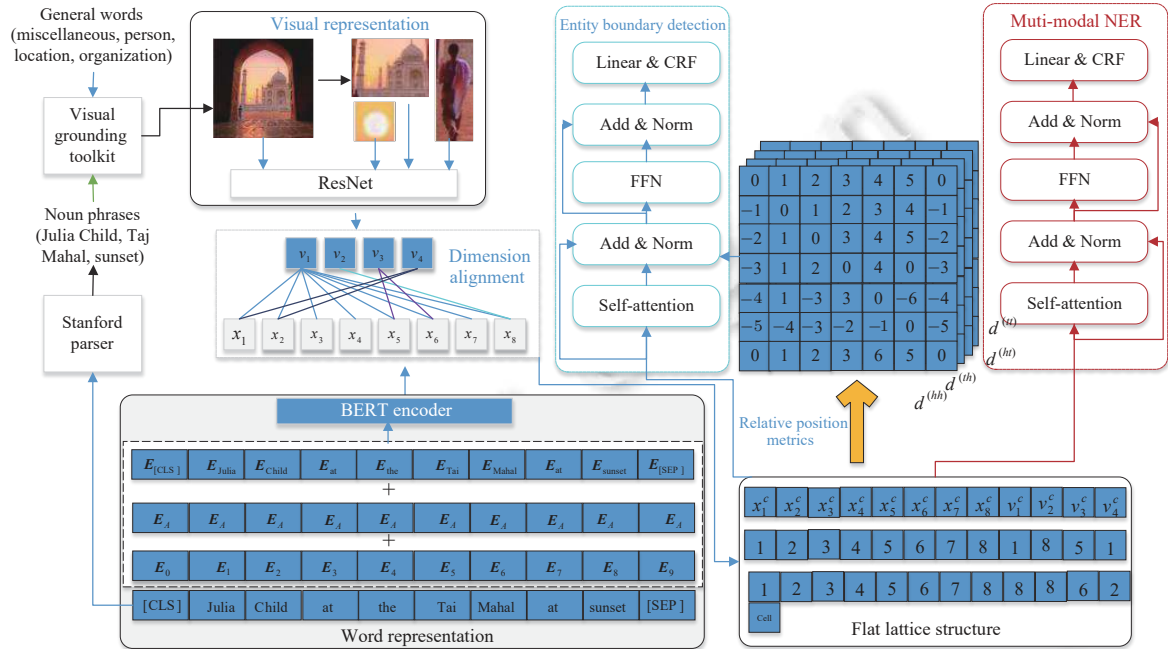 General words
(miscellaneous, person,
location, organization)
Visual
grounding
toolkit
Noun phrases
(Julia Child, Taj
Mahal, sunset)
Stanford
parser
Visual representation
ResNet
v1 v2 v3 v4
Dimension
alignment
x1 x2 x3 x4 x5 x6 x7 x8
BERT encoder
E[CLS] EJulia EChild Eat Ethe ETai EMahal Eat Esunset E[SEP]
+
EA EA EA EA EA EA EA EA EA EA
+
E0 E1 E2 E3 E4 E5 E6 E7 E8 E9
[CLS] Julia Child at the Tai Mahal at sunset [SEP]
Word representation
Entity boundary detection
Linear & CRF
Add & Norm
FFN
Add & Norm
Self-attention
0 1 2 3 4 5 0
−1 0 1 2 3 4 −1
−2 1 0 3 4 5 −2
−3 1 2 0 4 0 −3
−4 1 −3 3 0 −6 −4
−5 −4 −3 −2 −1 0 −5
0 1 2 3 6 5 0
d(tt)
d(ht)
d(th)
d(hh)
Relative position
metrics
Muti-modal NER
Linear & CRF
Add & Norm
FFN
Add & Norm
Self-attention
x1c x2c x3c x4c x5c x6c x7c x8c v1c v2c v3c v4c
1 2 3 4 5 6 7 8 1 8 5 1
1 2 3 4 5 6 7 8 8 8 6 2
Cell
Flat lattice structure